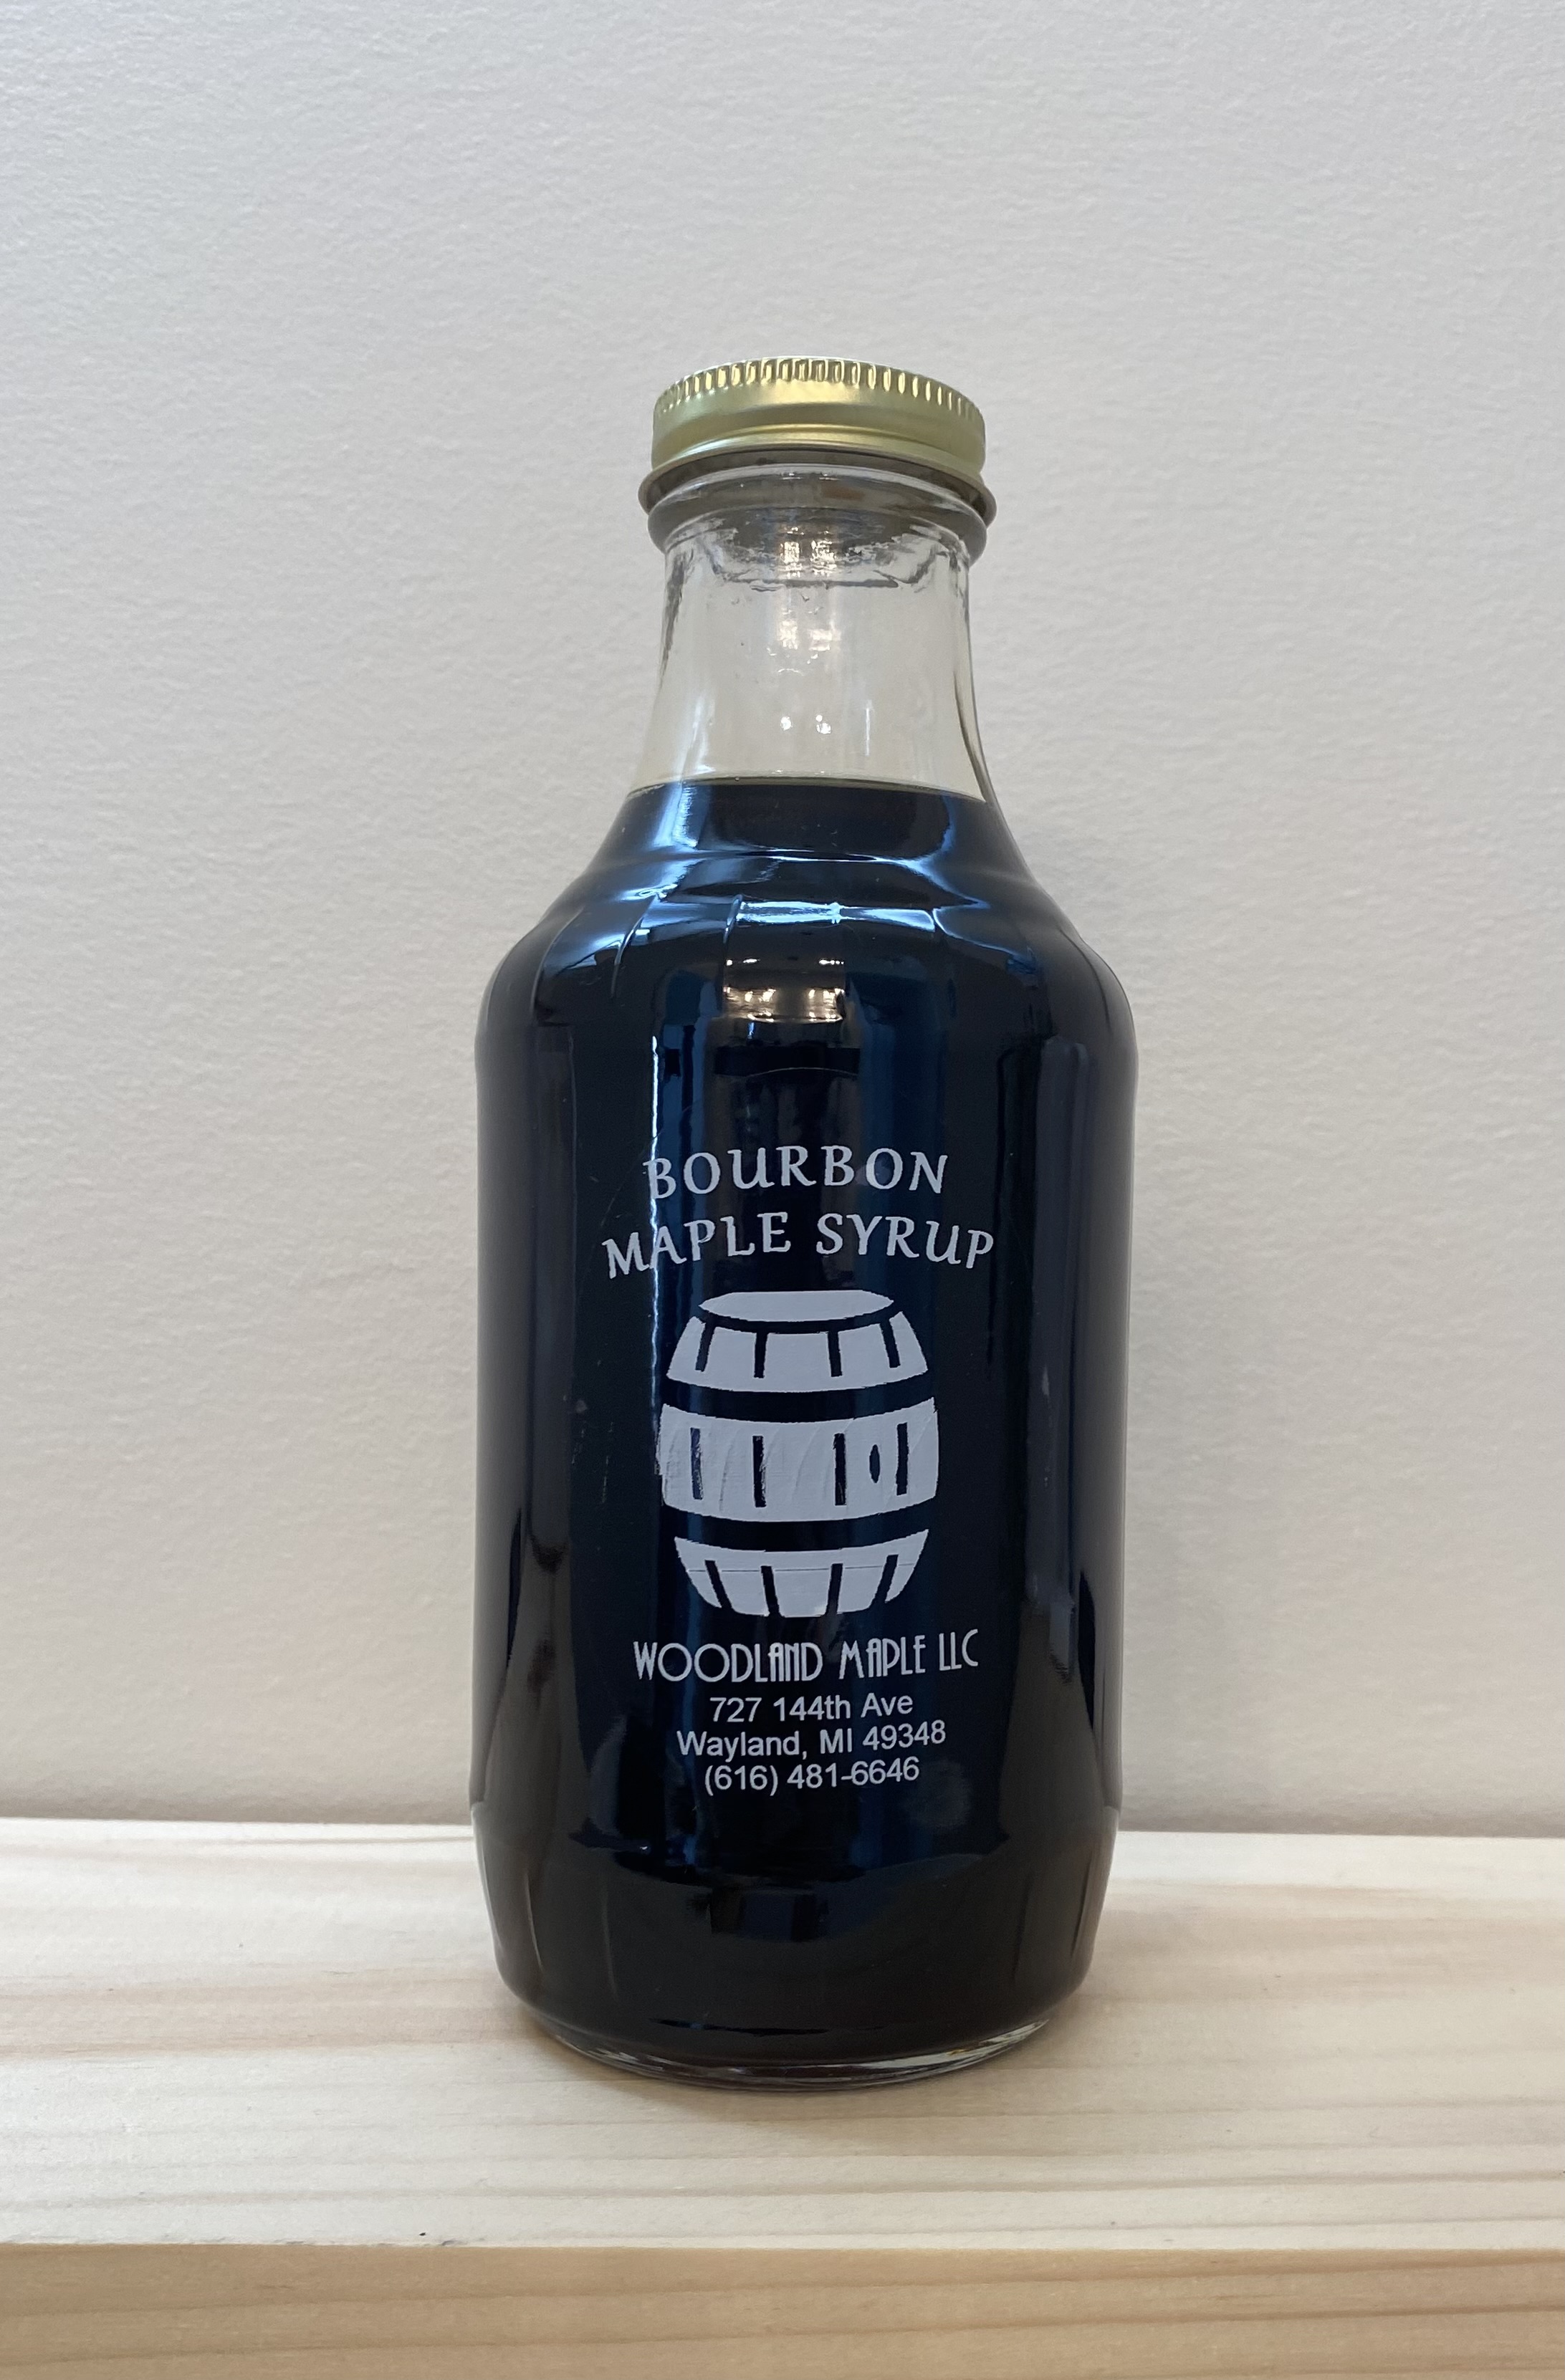 BOURBON
MAPLE SYRUP
WOODLAND MAPLE LLC
727 144th Ave
Wayland, MI 49348
(616) 481-6646